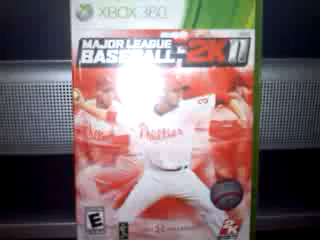 XBOX 360
MAJOR LEAGUE
BASEBALL 2K11
Phillies
E
2K